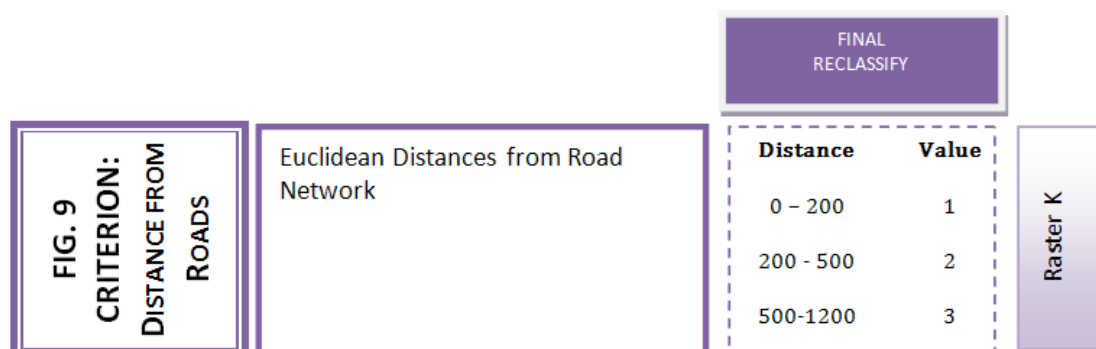 FINAL
RECLASSIFY
FIG. 9
CRITERION:
DISTANCE FROM
ROADS
Euclidean Distances from Road
Network
Distance Value
0 – 200 1
200 - 500 2
500-1200 3
Raster K